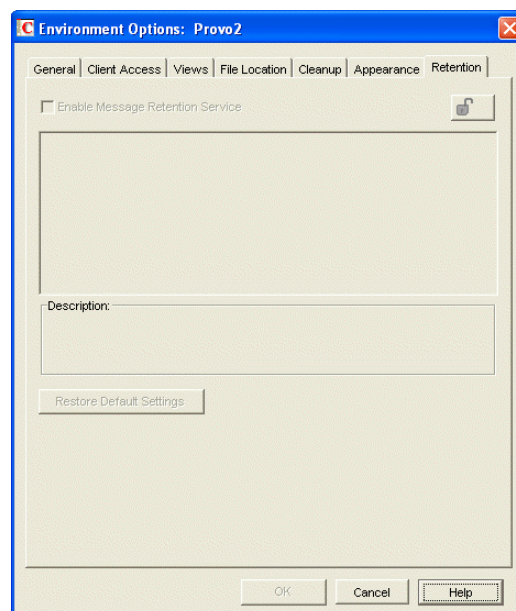 C Environment Options: Provo2
General Client Access Views File Location Cleanup Appearance Retention
Enable Message Retention Service
Description:
Restore Default Settings
OK Cancel Help